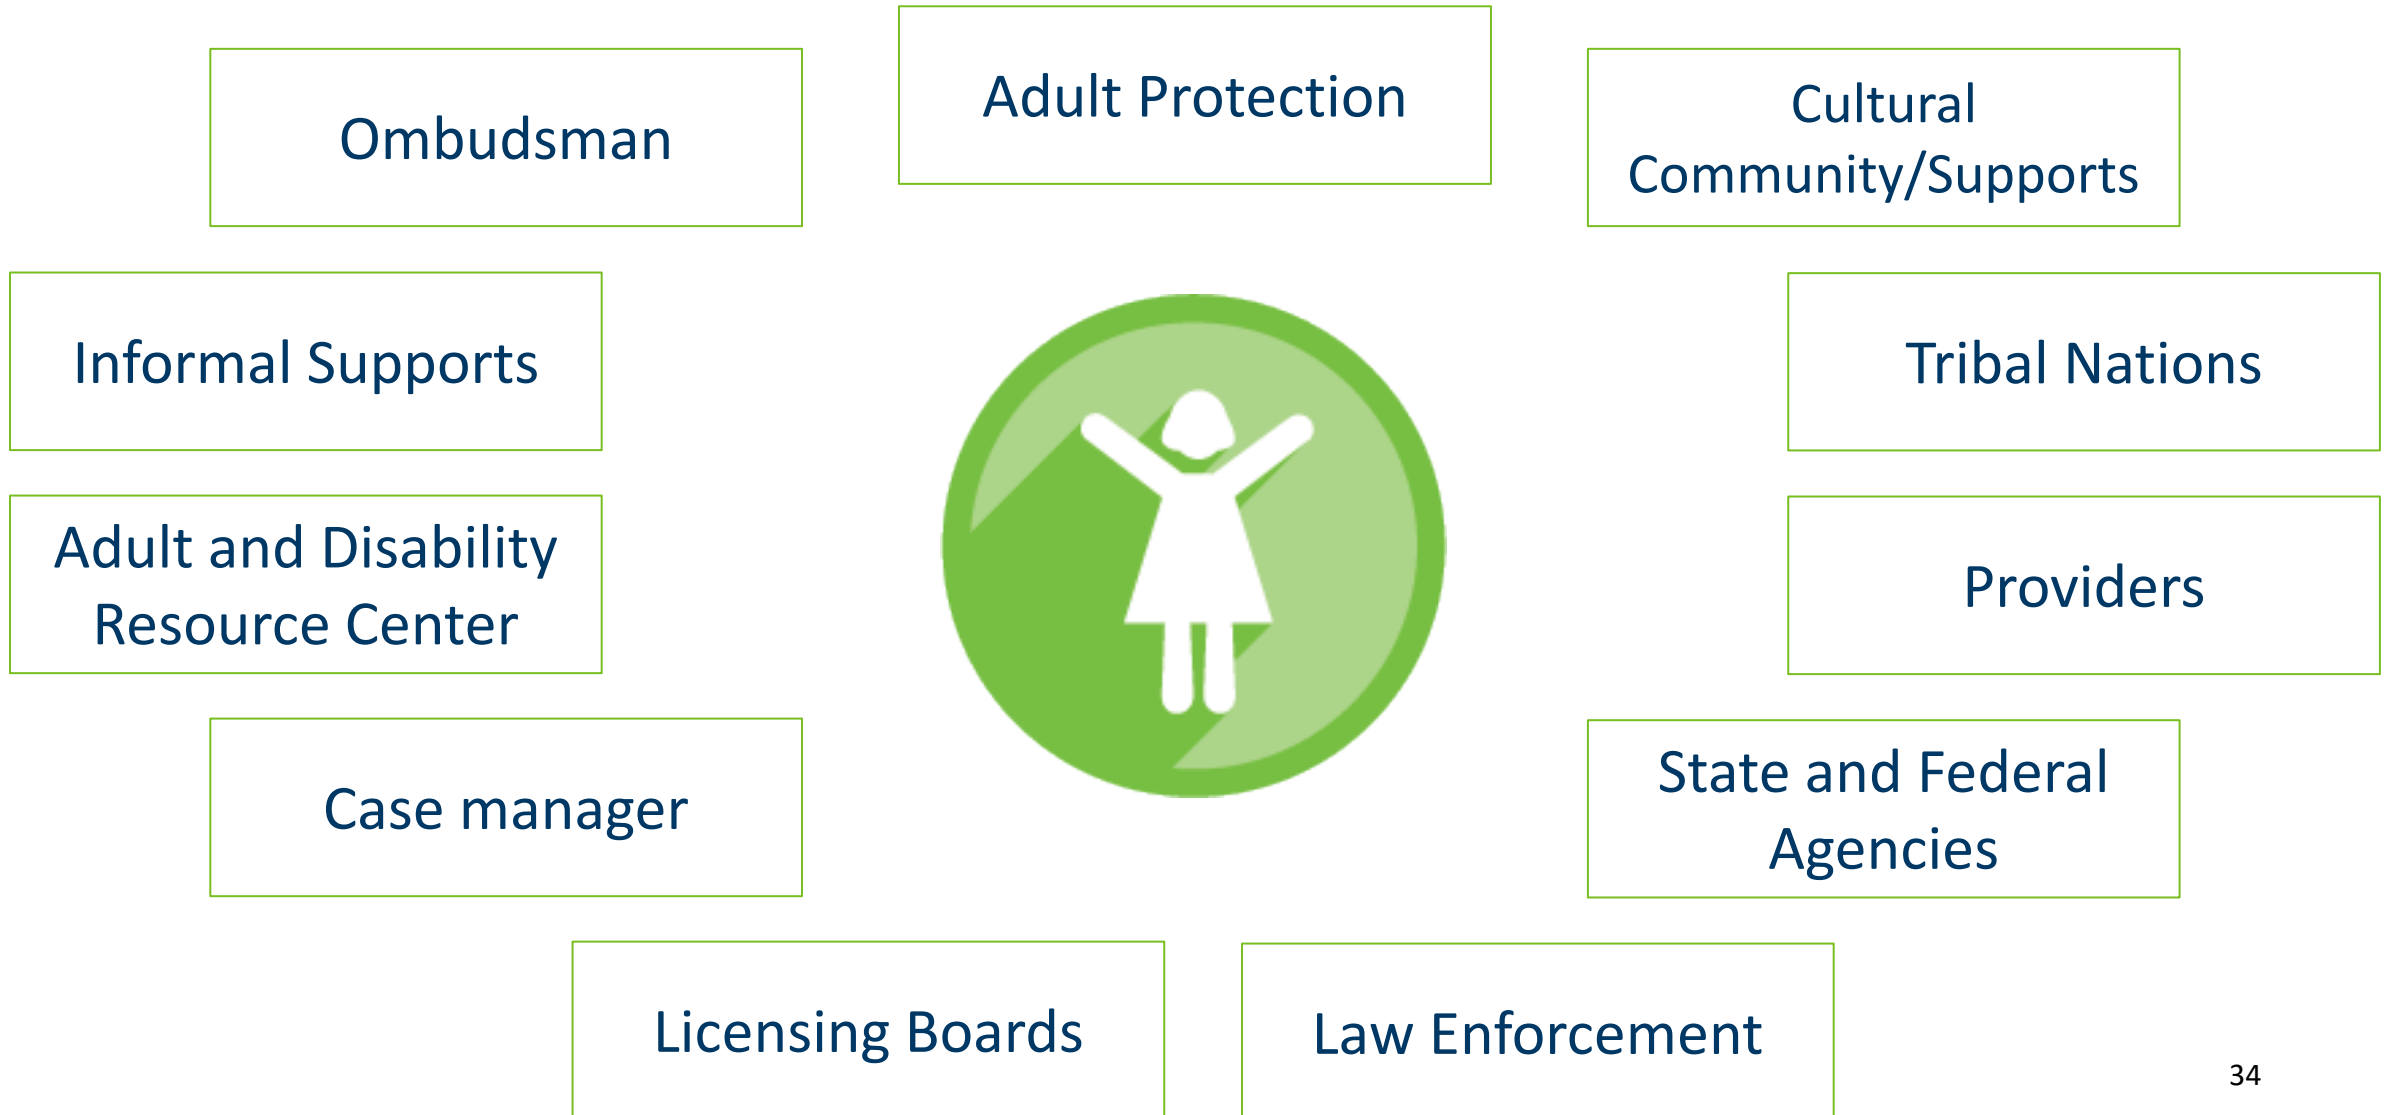 Adult Protection
Ombudsman
Cultural
Community/Supports
Informal Supports
Tribal Nations
Adult and Disability
Resource Center
Providers
Case manager
State and Federal
Agencies
Licensing Boards
Law Enforcement
34